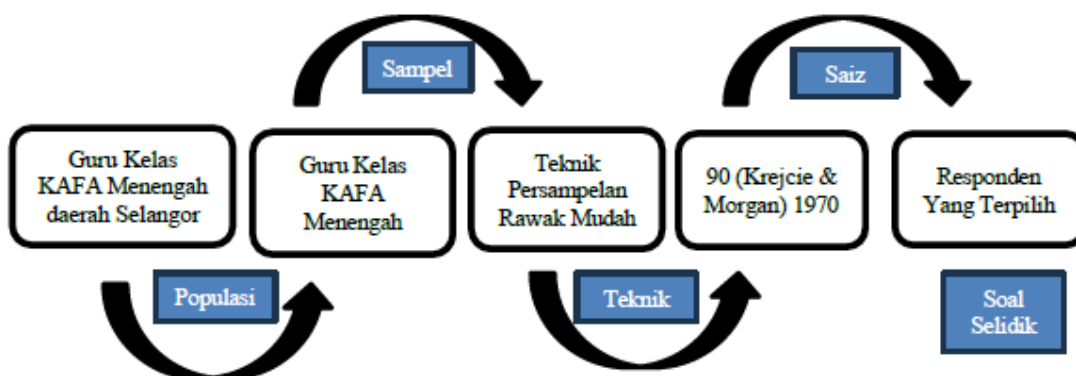 Sampel
Saiz
Guru Kelas
KAFA Menengah
daerah Selangor
Guru Kelas
KAFA
Menengah
Teknik
Persampelan
Rawak Mudah
90 (Krejcie &
Morgan) 1970
Responden
Yang Terpilih
Populasi
Teknik
Soal
Selidik